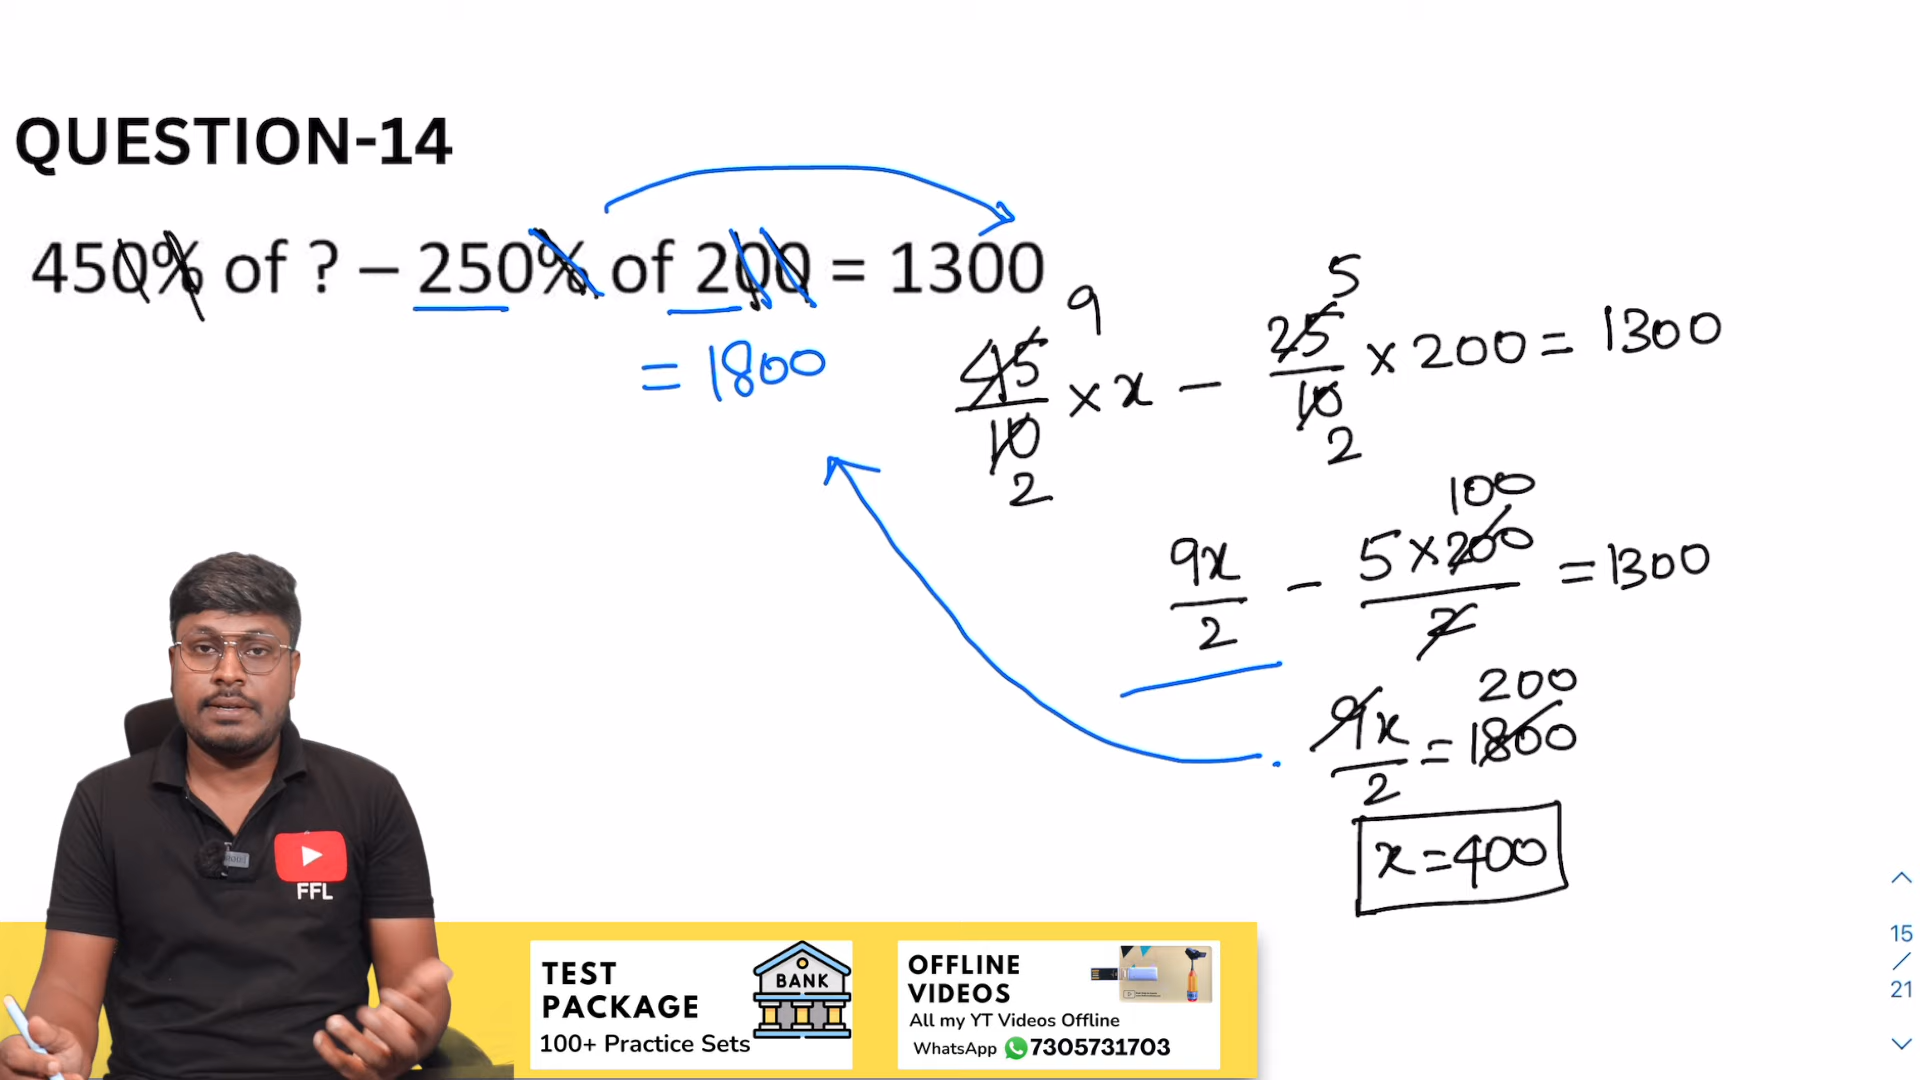 QUESTION-14
450% of ? – 250% of 200 = 1300
= 1800
9
5
45/10 × x – 25/10 × 200 = 1300
2
2
100
9x/2 – 5×200/2 = 1300
200
9x/2 = 1800
x = 400
FFL
TEST
PACKAGE
100+ Practice Sets
BANK
OFFLINE
VIDEOS
All my YT Videos Offline
WhatsApp 7305731703
15
/
21